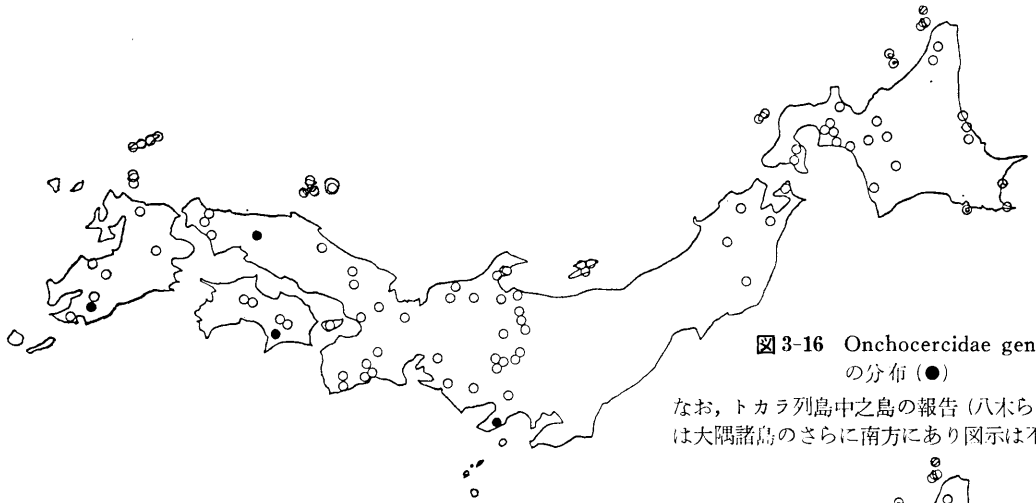 図3-16 Onchocercidae gen
の分布 (●)
なお，トカラ列島中之島の報告 (八木ら
は大隅諸島のさらに南方にあり図示は不